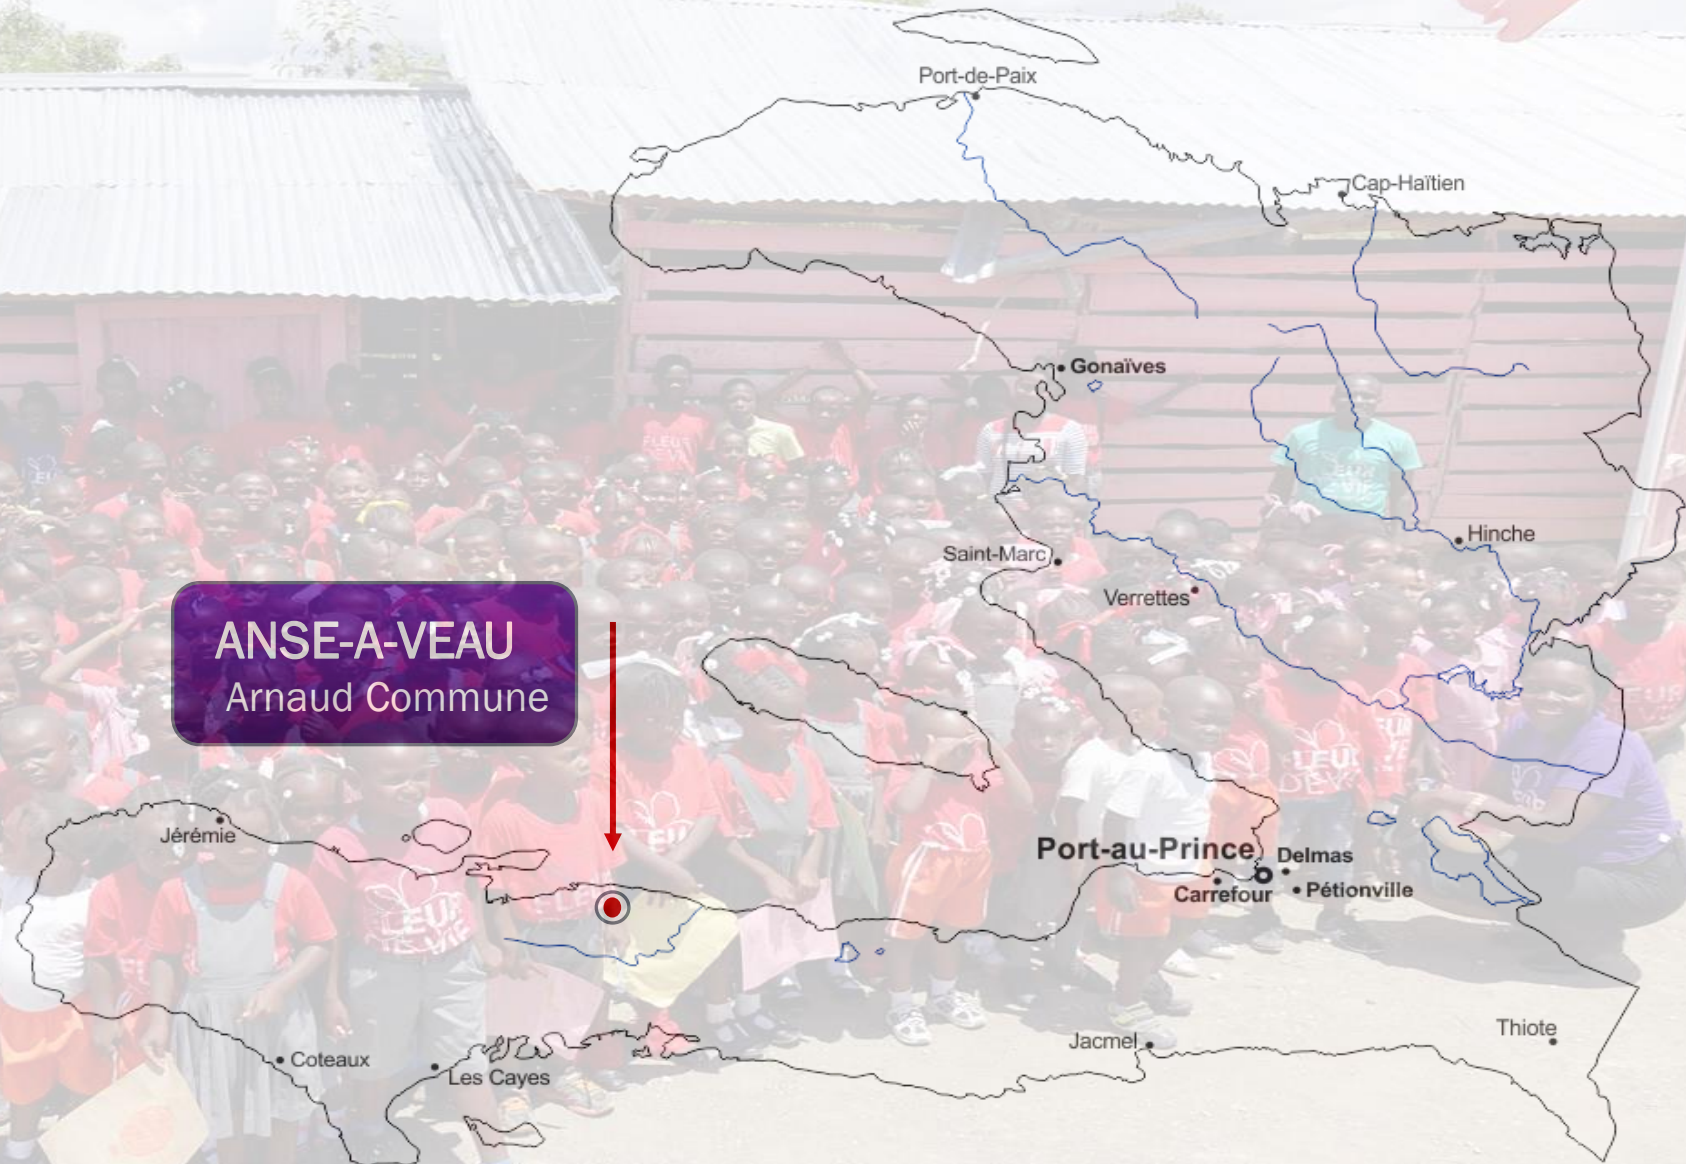 Port-de-Paix
Cap-Haïtien
Gonaïves
Hinche
Saint-Marc
Verrettes
ANSE-A-VEAU
Arnaud Commune
Jérémie
Port-au-Prince
Delmas
Carrefour
Pétionville
Thiote
Jacmel
Coteaux
Les Cayes